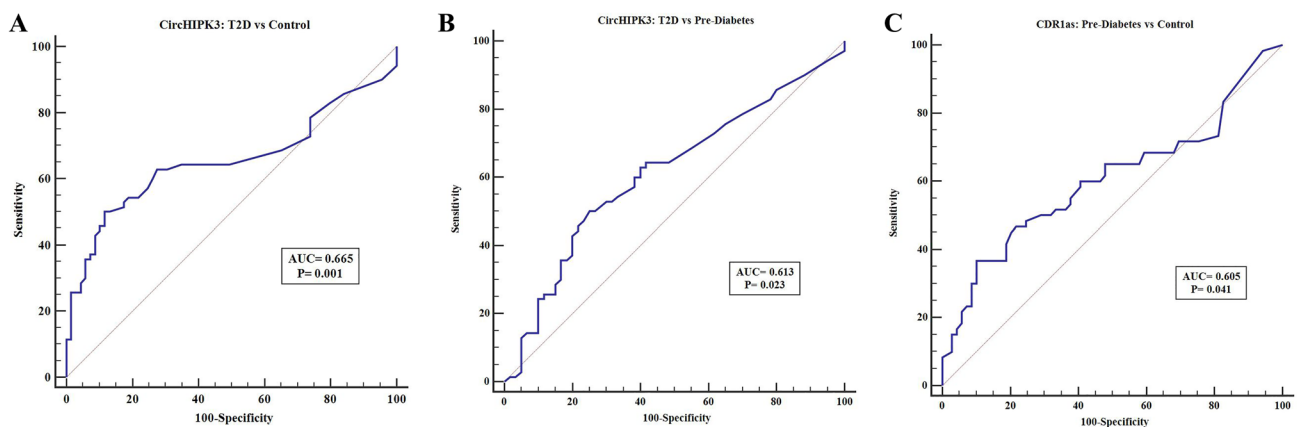 A
CircHIPK3: T2D vs Control
100
80
60
40
20
0
Sensitivity
AUC= 0.665
P= 0.001
0 20 40 60 80 100
100-Specificity
B
CircHIPK3: T2D vs Pre-Diabetes
100
80
60
40
20
0
Sensitivity
AUC= 0.613
P= 0.023
0 20 40 60 80 100
100-Specificity
C
CDR1as: Pre-Diabetes vs Control
100
80
60
40
20
0
Sensitivity
AUC= 0.605
P= 0.041
0 20 40 60 80 100
100-Specificity